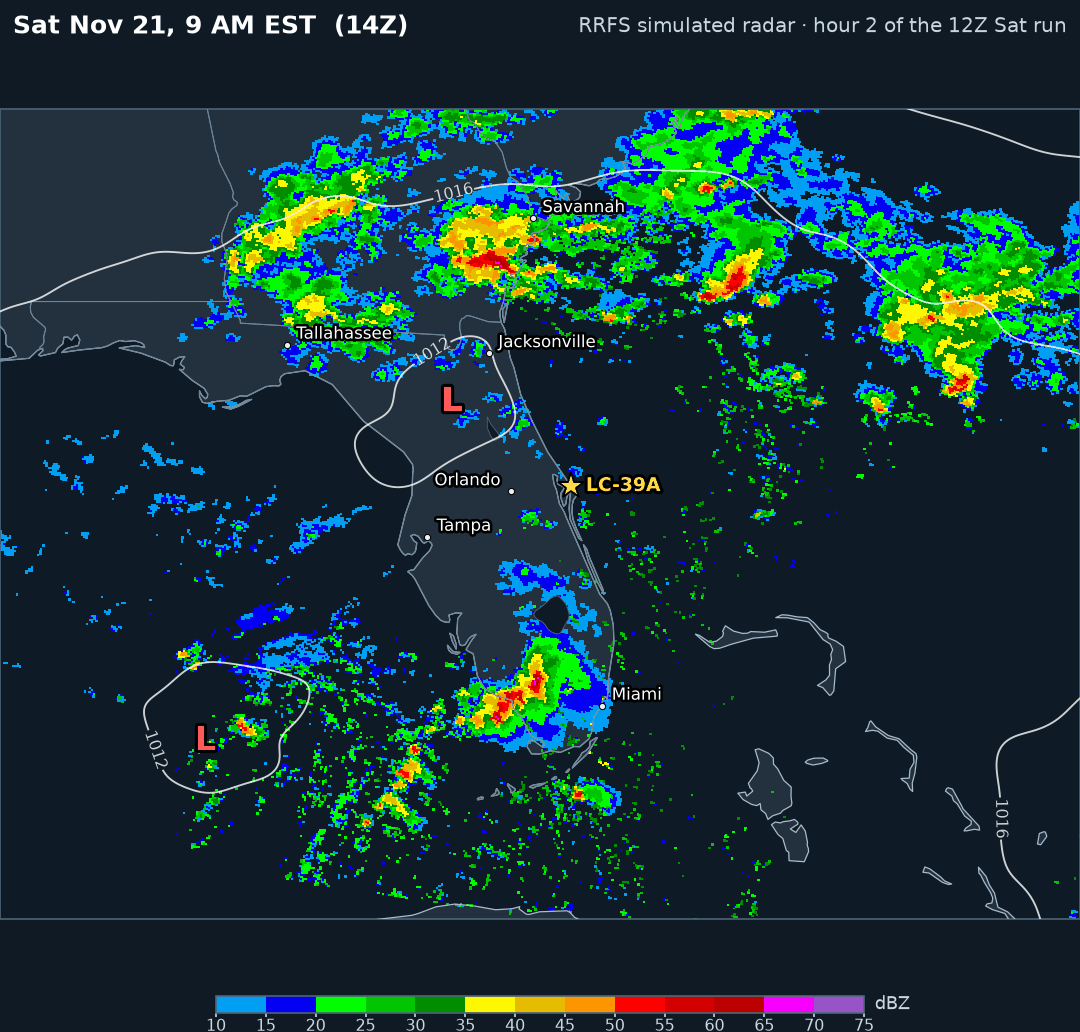 Sat Nov 21, 9 AM EST (14Z)
RRFS simulated radar · hour 2 of the 12Z Sat run
1016
Savannah
Tallahassee
Jacksonville
1012
L
Orlando
LC-39A
Tampa
Miami
L
1012
1016
dBZ
10 15 20 25 30 35 40 45 50 55 60 65 70 75